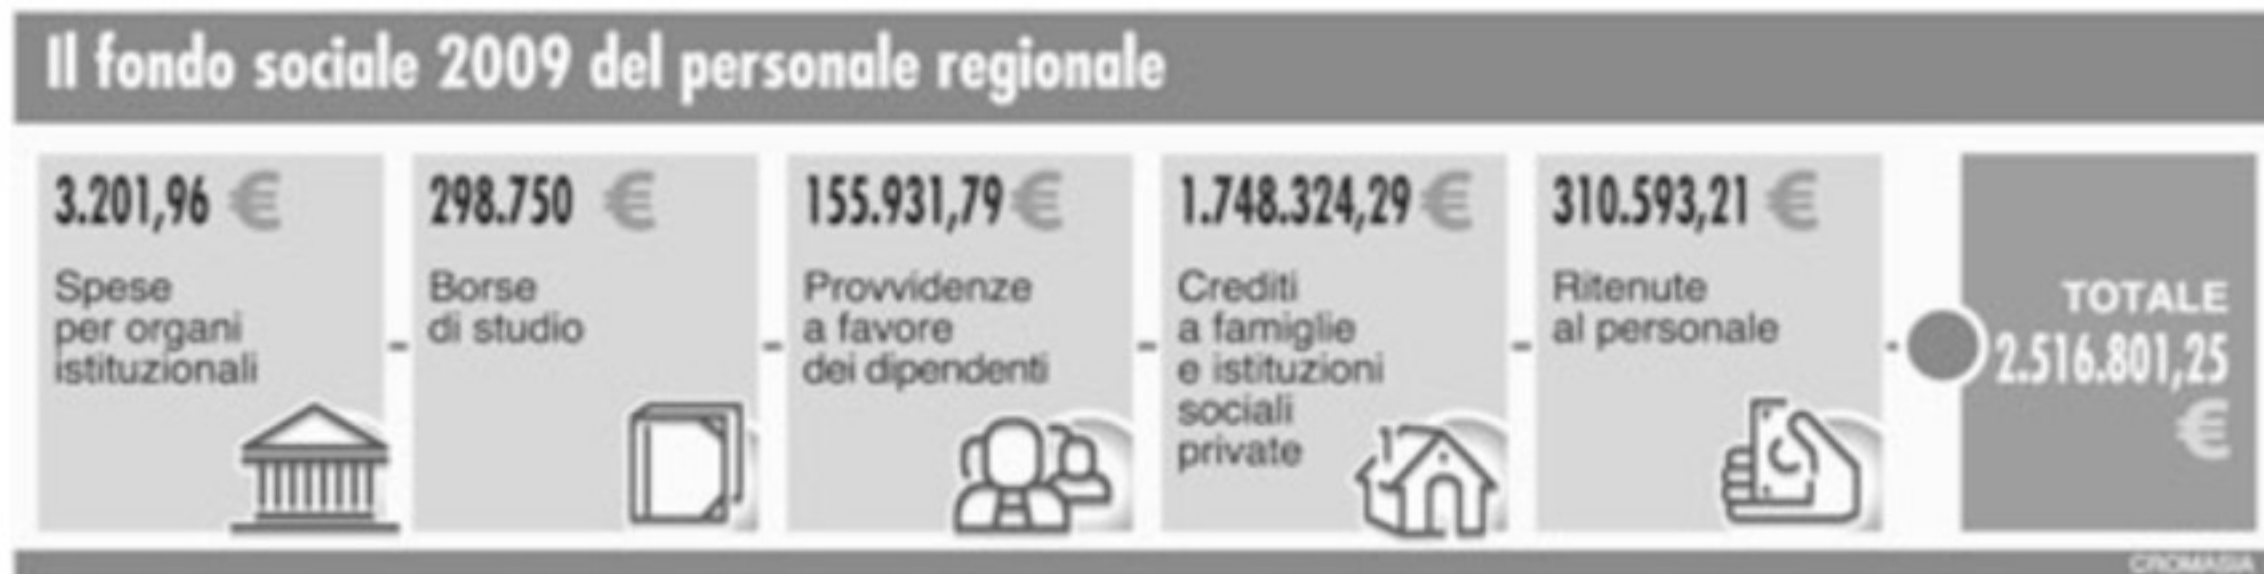 Il fondo sociale 2009 del personale regionale
3.201,96 €
Spese
per organi
istituzionali
298.750 €
Borse
di studio
155.931,79 €
Provvidenze
a favore
dei dipendenti
1.748.324,29 €
Crediti
a famiglie
e istituzioni
sociali
private
310.593,21 €
Ritenute
al personale
TOTALE
2.516.801,25
€
CROMASIA